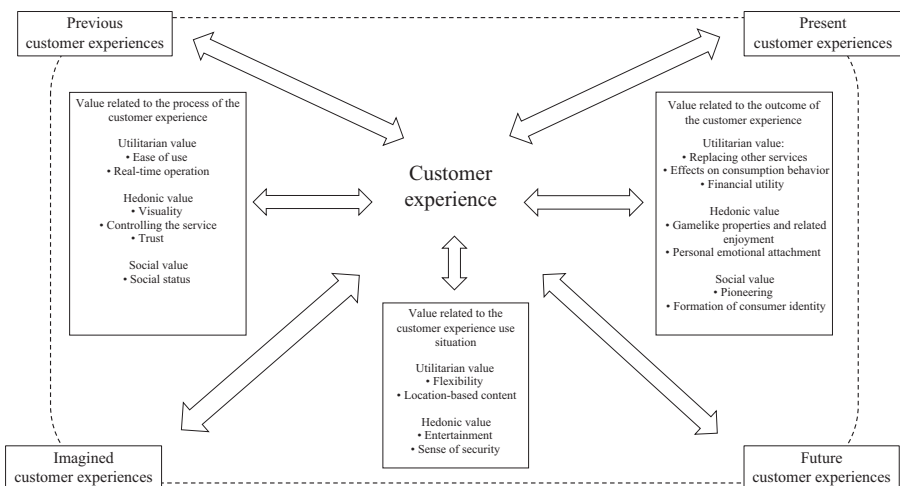 Previous
customer experiences
Present
customer experiences
Value related to the process of the
customer experience
Utilitarian value
• Ease of use
• Real-time operation
Hedonic value
• Visuality
• Controlling the service
• Trust
Social value
• Social status
Customer
experience
Value related to the outcome of
the customer experience
Utilitarian value:
• Replacing other services
• Effects on consumption behavior
• Financial utility
Hedonic value
• Gamelike properties and related
enjoyment
• Personal emotional attachment
Social value
• Pioneering
• Formation of consumer identity
Value related to the
customer experience use
situation
Utilitarian value
• Flexibility
• Location-based content
Hedonic value
• Entertainment
• Sense of security
Imagined
customer experiences
Future
customer experiences